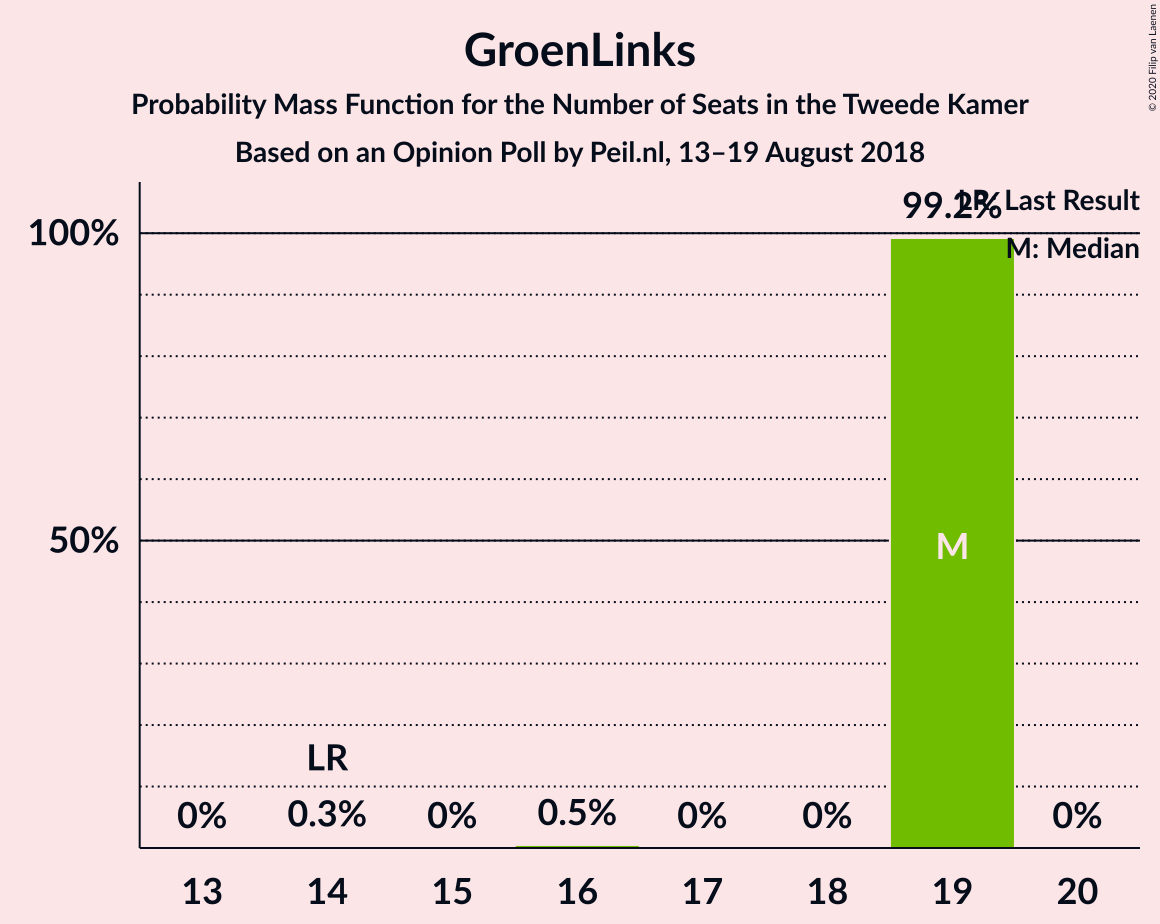 GroenLinks
Probability Mass Function for the Number of Seats in the Tweede Kamer
Based on an Opinion Poll by Peil.nl, 13–19 August 2018
© 2020 Filip van Laenen
LR: Last Result
M: Median
100%
50%
0%
0.3%
0%
0.5%
0%
0%
99.2%
0%
LR
M
13 14 15 16 17 18 19 20